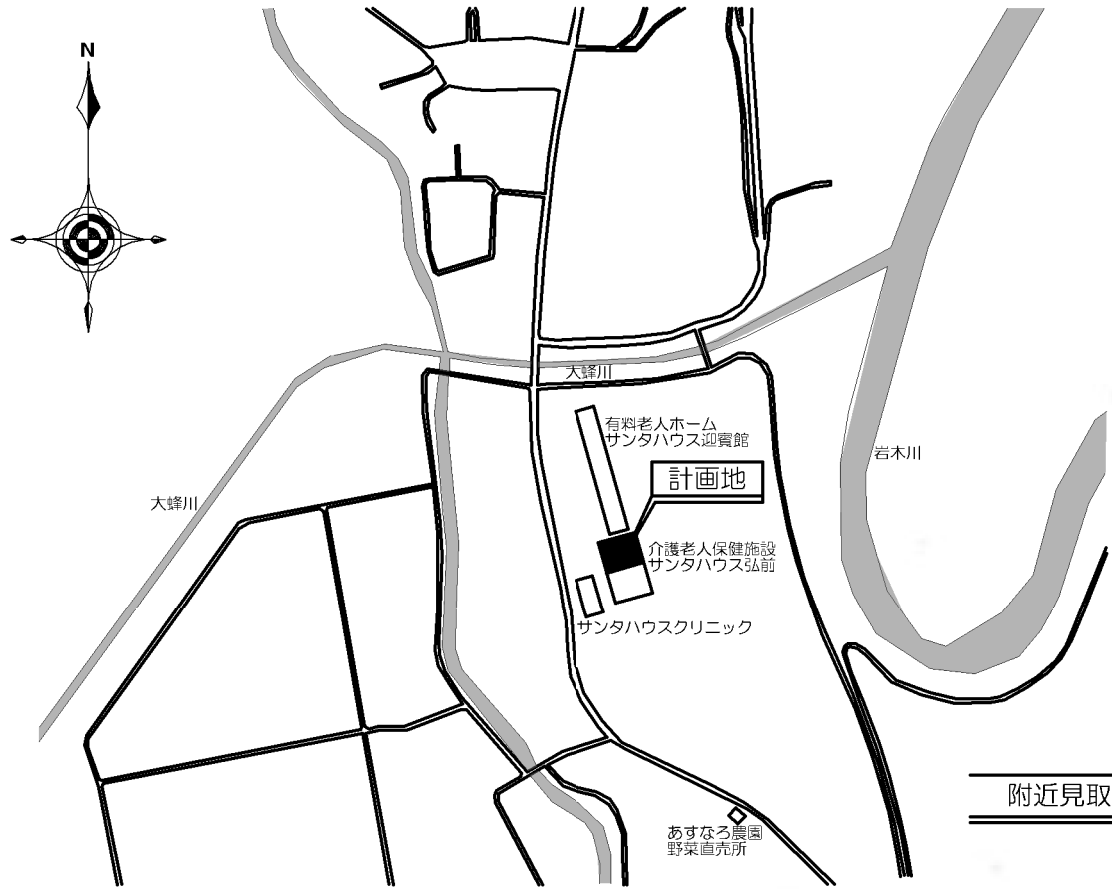 N
大蜂川
有料老人ホーム
サンタハウス迎賓館
計画地
岩木川
大蜂川
介護老人保健施設
サンタハウス弘前
サンタハウスクリニック
附近見取
あすなろ農園
野菜直売所